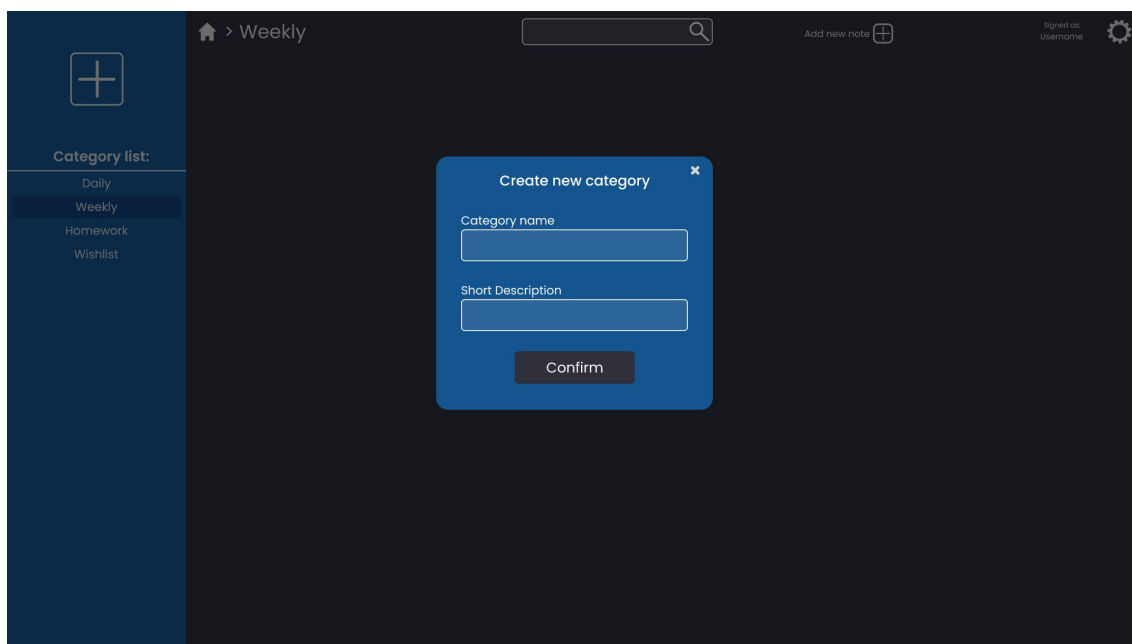 > Weekly
Add new note
Signed as:
Username
Category list:
Daily
Weekly
Homework
Wishlist
Create new category
Category name
Short Description
Confirm